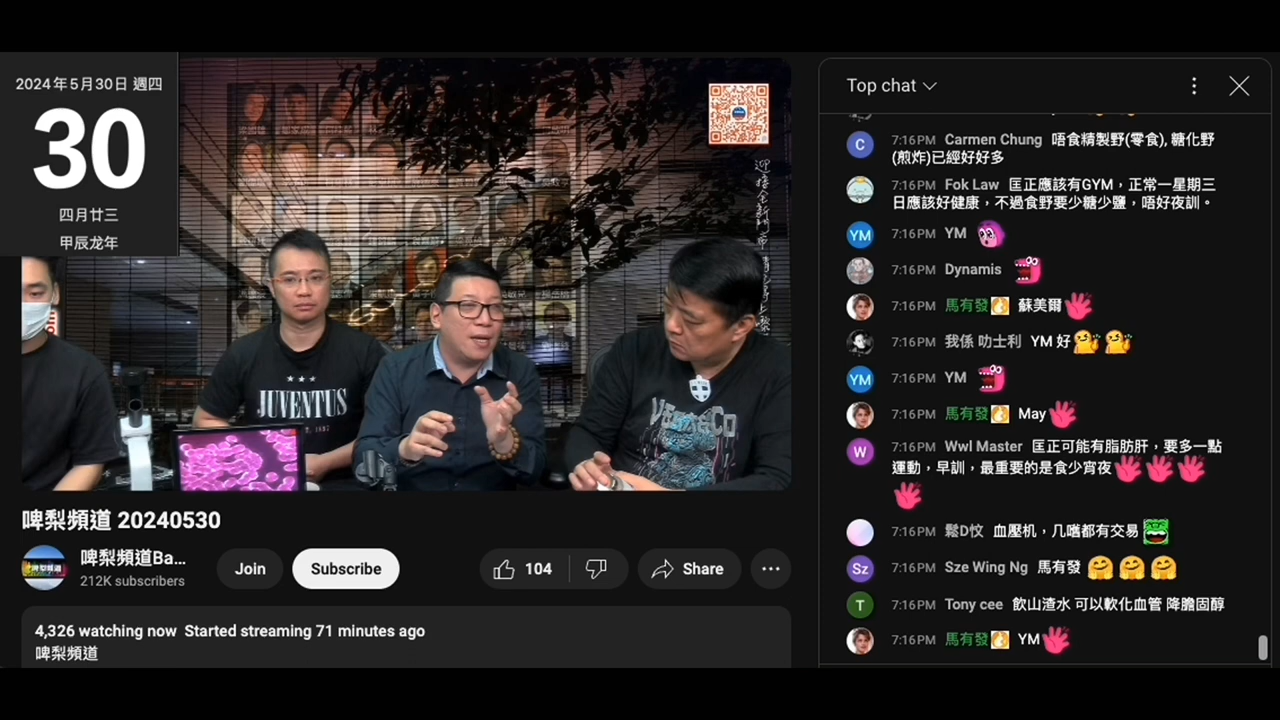 2024年5月30日 週四
30
四月廿三
甲辰龙年
JUVENTUS
啤梨頻道 20240530
啤梨頻道Ba...
212K subscribers
Join
Subscribe
104
Share
4,326 watching now Started streaming 71 minutes ago
啤梨頻道
Top chat
7:16PM Carmen Chung 唔食精製野(零食), 糖化野
(煎炸)已經好好多
7:16PM Fok Law 匡正應該有GYM，正常一星期三
日應該好健康，不過食野要少糖少鹽，唔好夜訓。
YM 7:16PM YM
7:16PM Dynamis
7:16PM 馬有發 蘇美爾
7:16PM 我係 叻士利 YM 好
YM 7:16PM YM
7:16PM 馬有發 May
W 7:16PM Wwl Master 匡正可能有脂肪肝，要多一點
運動，早訓，最重要的是食少宵夜
7:16PM 鬆D㤇 血壓机，几嚿都有交易
Sz 7:16PM Sze Wing Ng 馬有發
T 7:16PM Tony cee 飲山渣水 可以軟化血管 降膽固醇
7:16PM 馬有發 YM